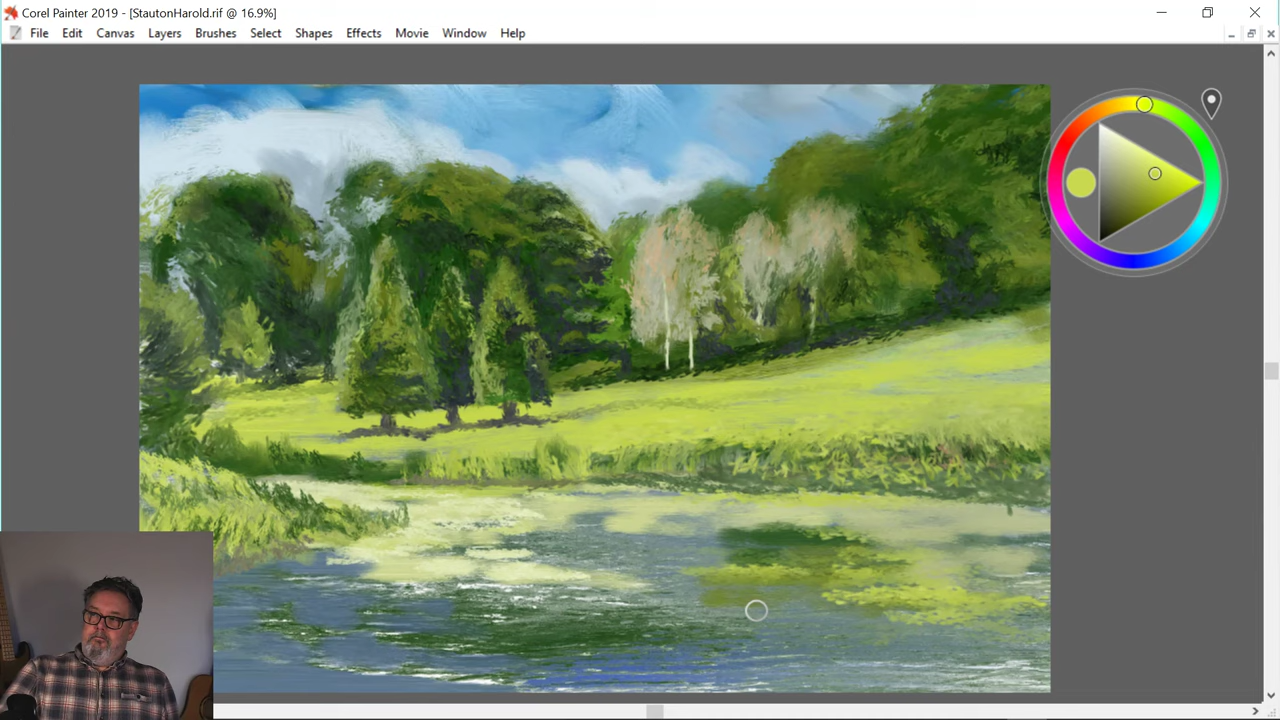 Corel Painter 2019 - [StautonHarold.rif @ 16.9%]
File Edit Canvas Layers Brushes Select Shapes Effects Movie Window Help